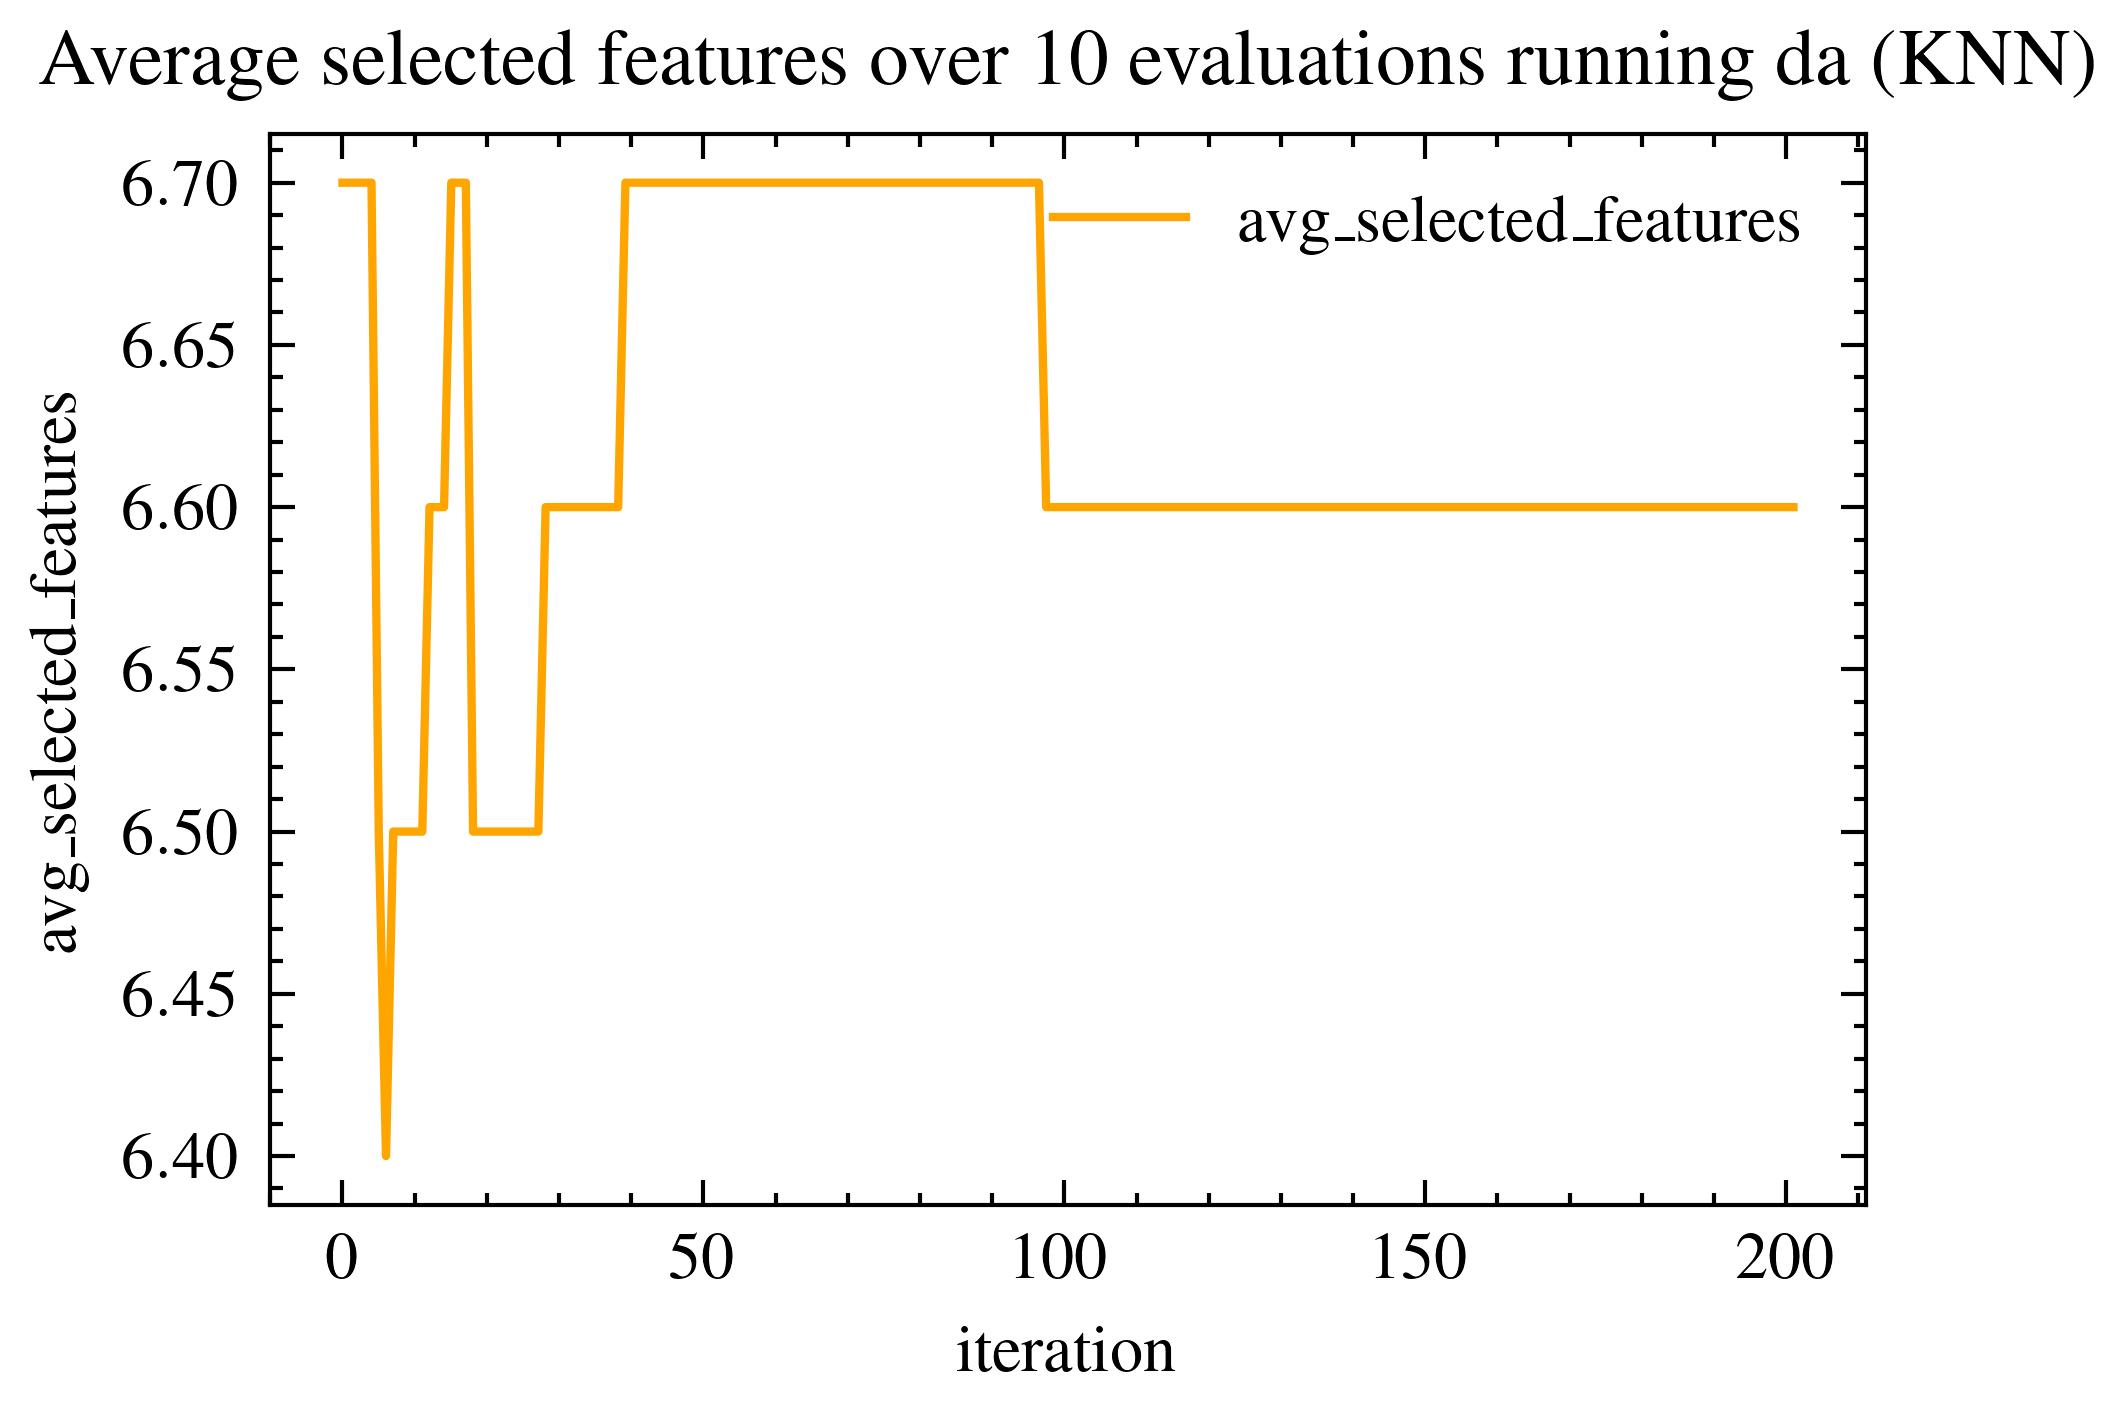 Average selected features over 10 evaluations running da (KNN)
6.70
6.65
6.60
6.55
6.50
6.45
6.40
avg_selected_features
avg_selected_features
0 50 100 150 200
iteration